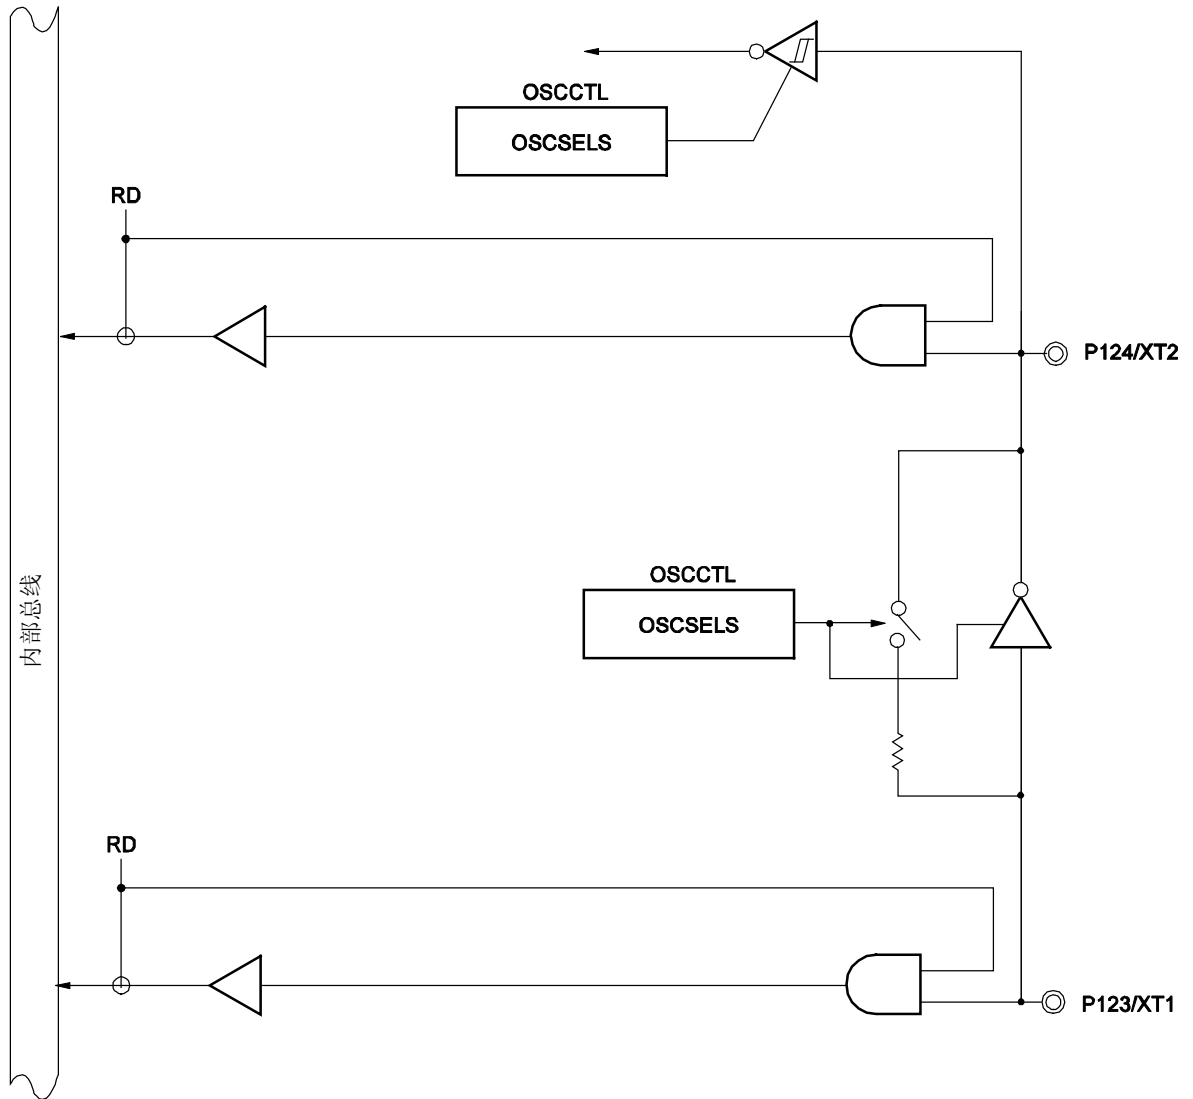 OSCCTL
OSCSELS
RD
P124/XT2
内部总线
OSCCTL
OSCSELS
RD
P123/XT1